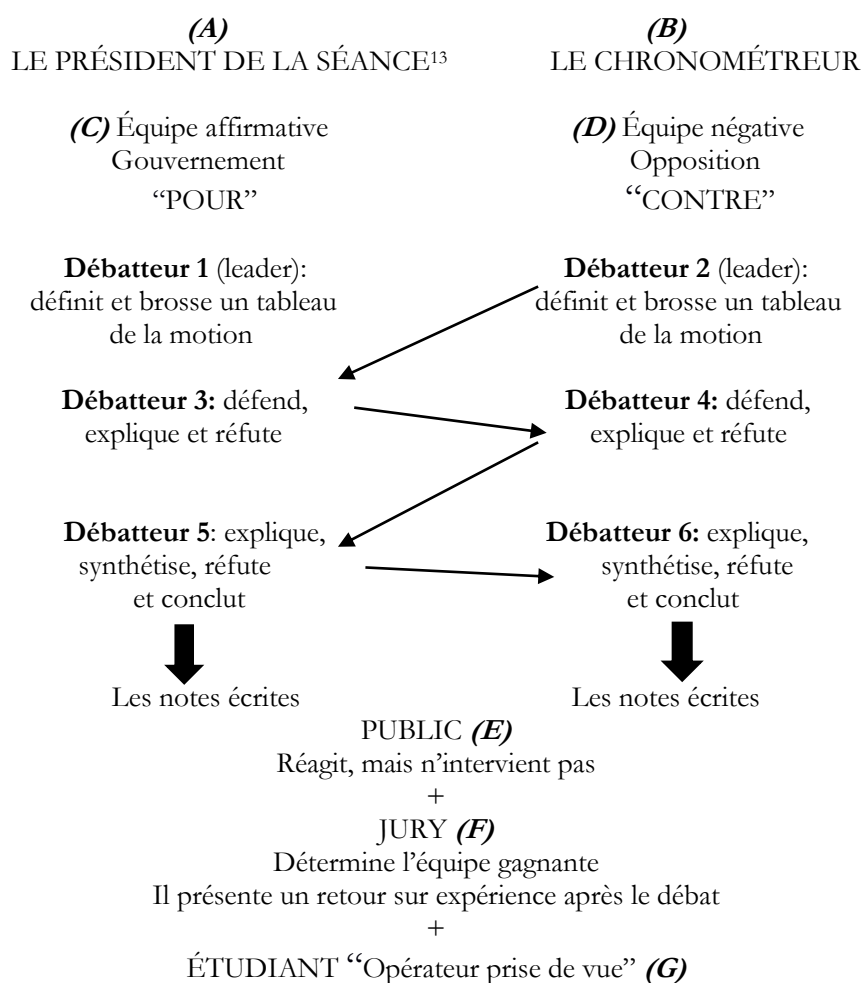 (A)
LE PRÉSIDENT DE LA SÉANCE¹³
(B)
LE CHRONOMÉTREUR
(C) Équipe affirmative
Gouvernement
“POUR”
(D) Équipe négative
Opposition
“CONTRE”
Débatteur 1 (leader):
définit et brosse un tableau
de la motion
Débatteur 2 (leader):
définit et brosse un tableau
de la motion
Débatteur 3: défend,
explique et réfute
Débatteur 4: défend,
explique et réfute
Débatteur 5: explique,
synthétise, réfute
et conclut
Débatteur 6: explique,
synthétise, réfute
et conclut
Les notes écrites
Les notes écrites
PUBLIC (E)
Réagit, mais n’intervient pas
+
JURY (F)
Détermine l’équipe gagnante
Il présente un retour sur expérience après le débat
+
ÉTUDIANT “Opérateur prise de vue” (G)